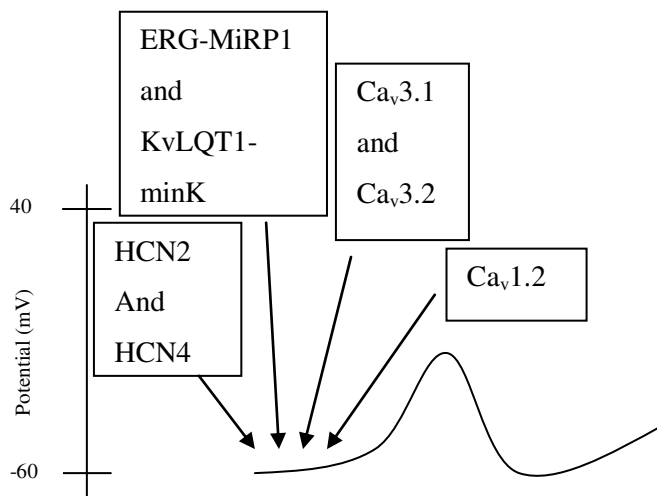 ERG-MiRP1
and
KvLQT1-
minK
Caᵥ3.1
and
Caᵥ3.2
40
HCN2
And
HCN4
Caᵥ1.2
Potential (mV)
-60